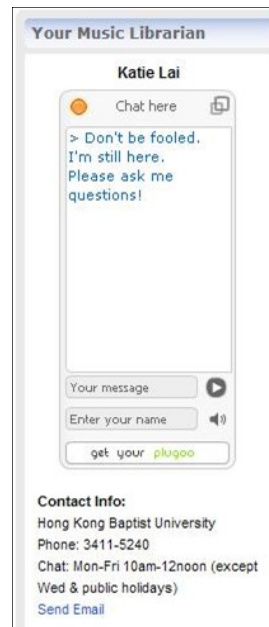 Your Music Librarian
Katie Lai
Chat here
> Don't be fooled.
I'm still here.
Please ask me
questions!
Your message
Enter your name
get your plugoo
Contact Info:
Hong Kong Baptist University
Phone: 3411-5240
Chat: Mon-Fri 10am-12noon (except
Wed & public holidays)
Send Email